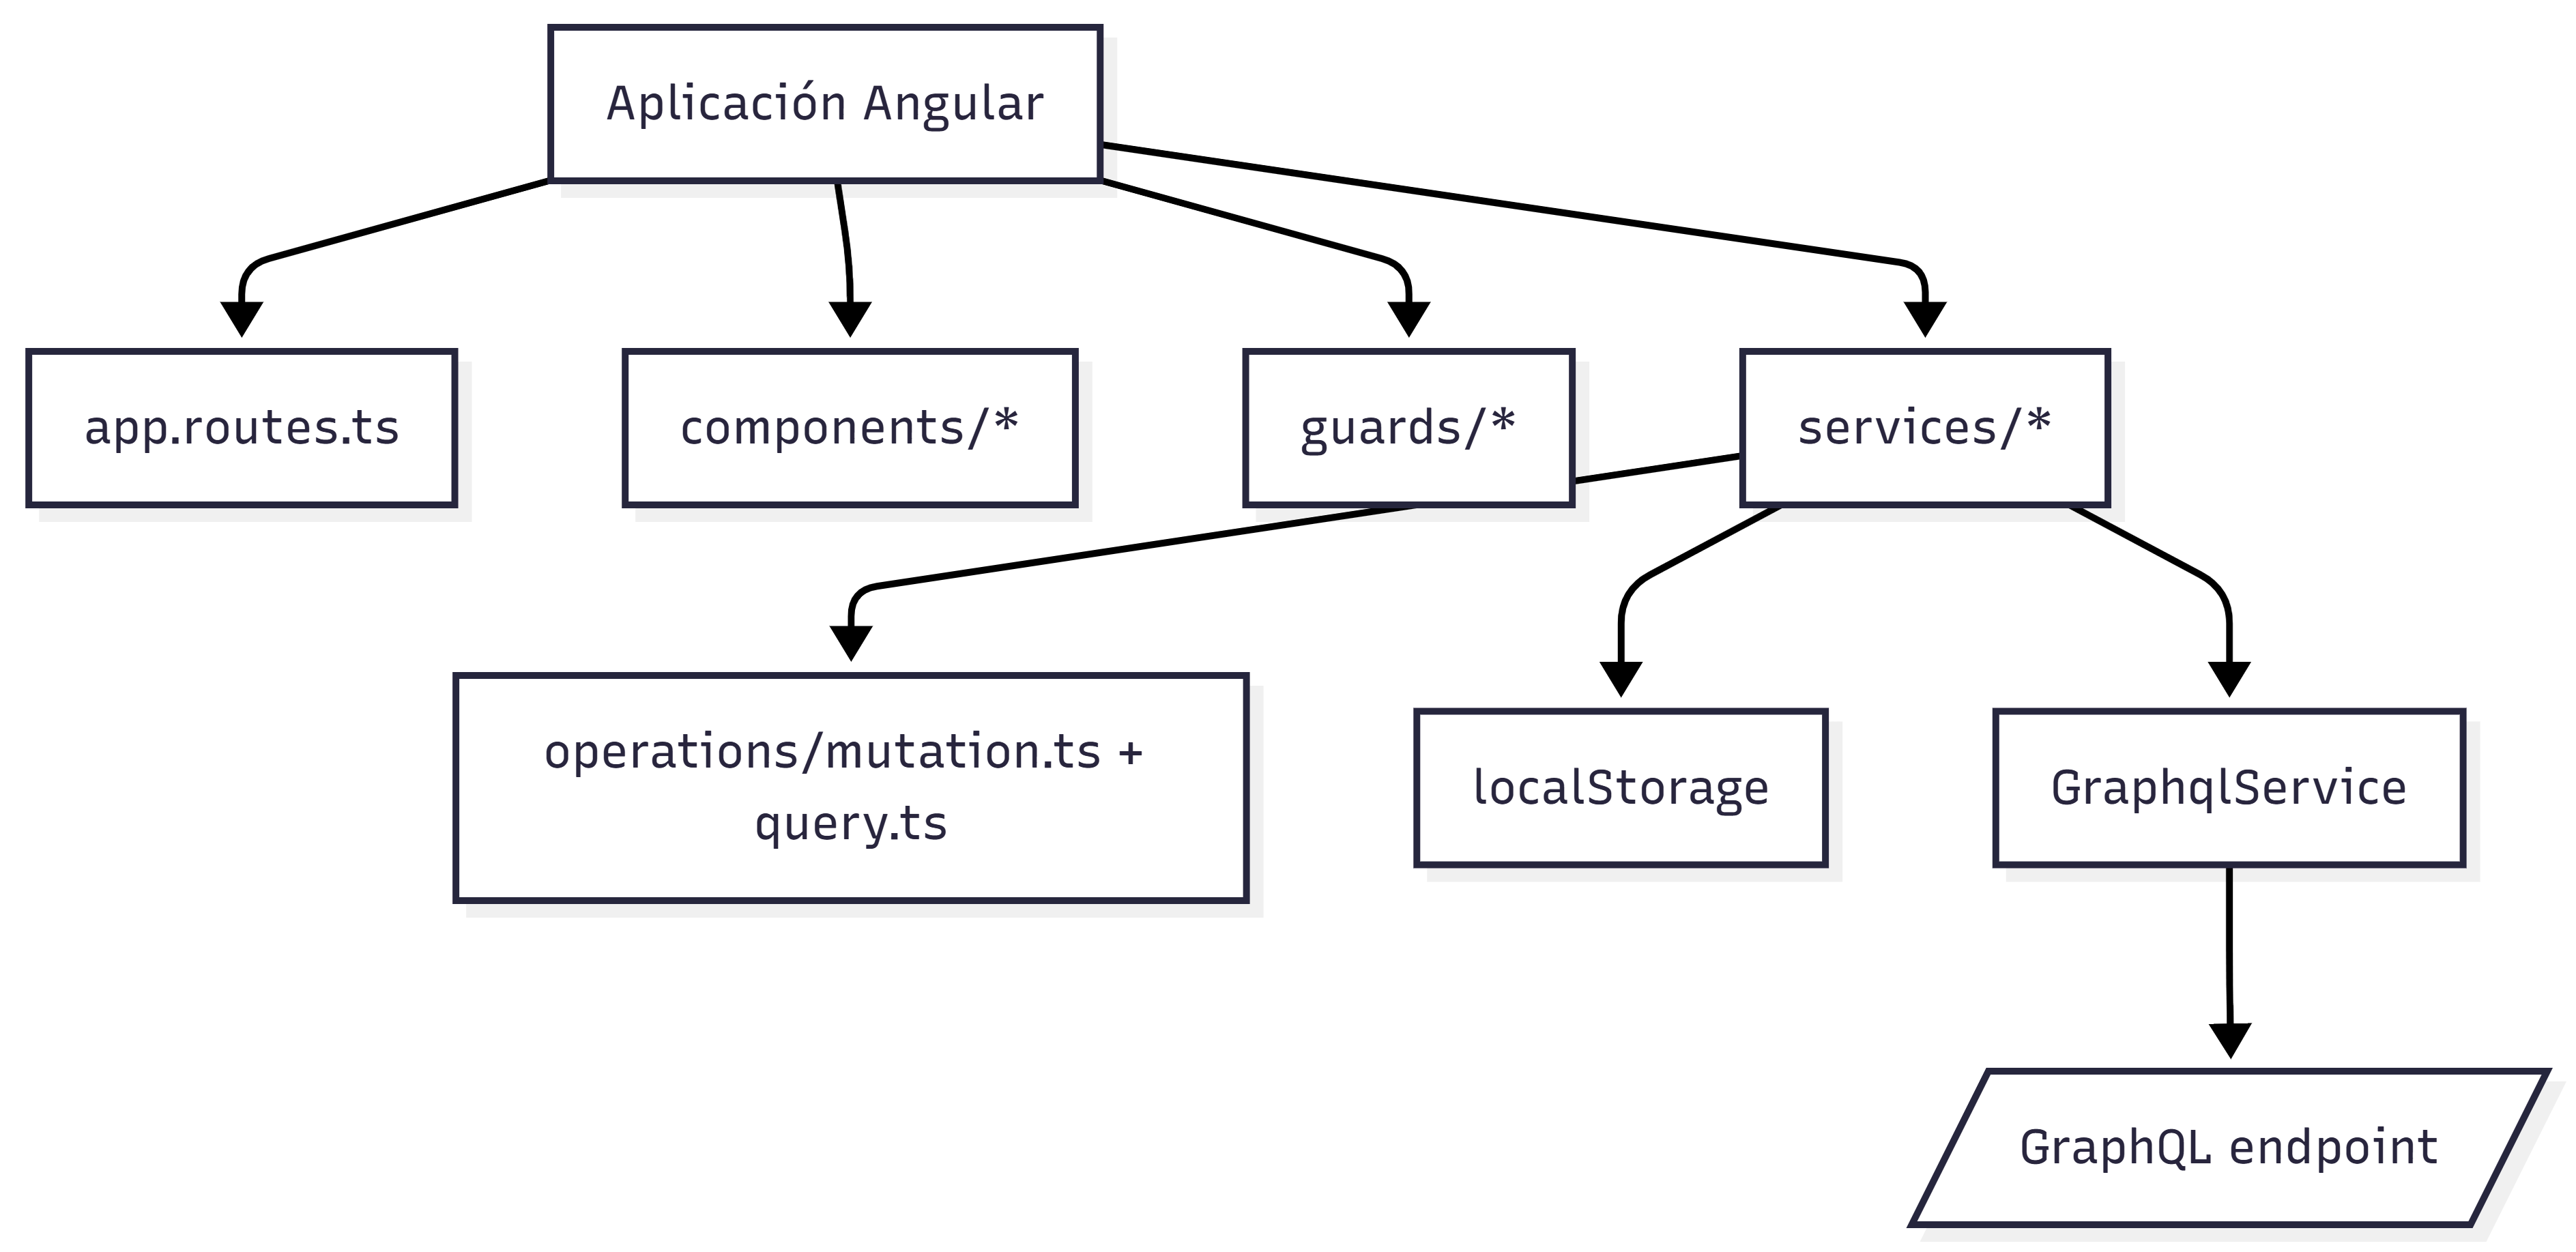 Aplicación Angular
app.routes.ts
components/*
guards/*
services/*
operations/mutation.ts +
query.ts
localStorage
GraphqlService
GraphQL endpoint